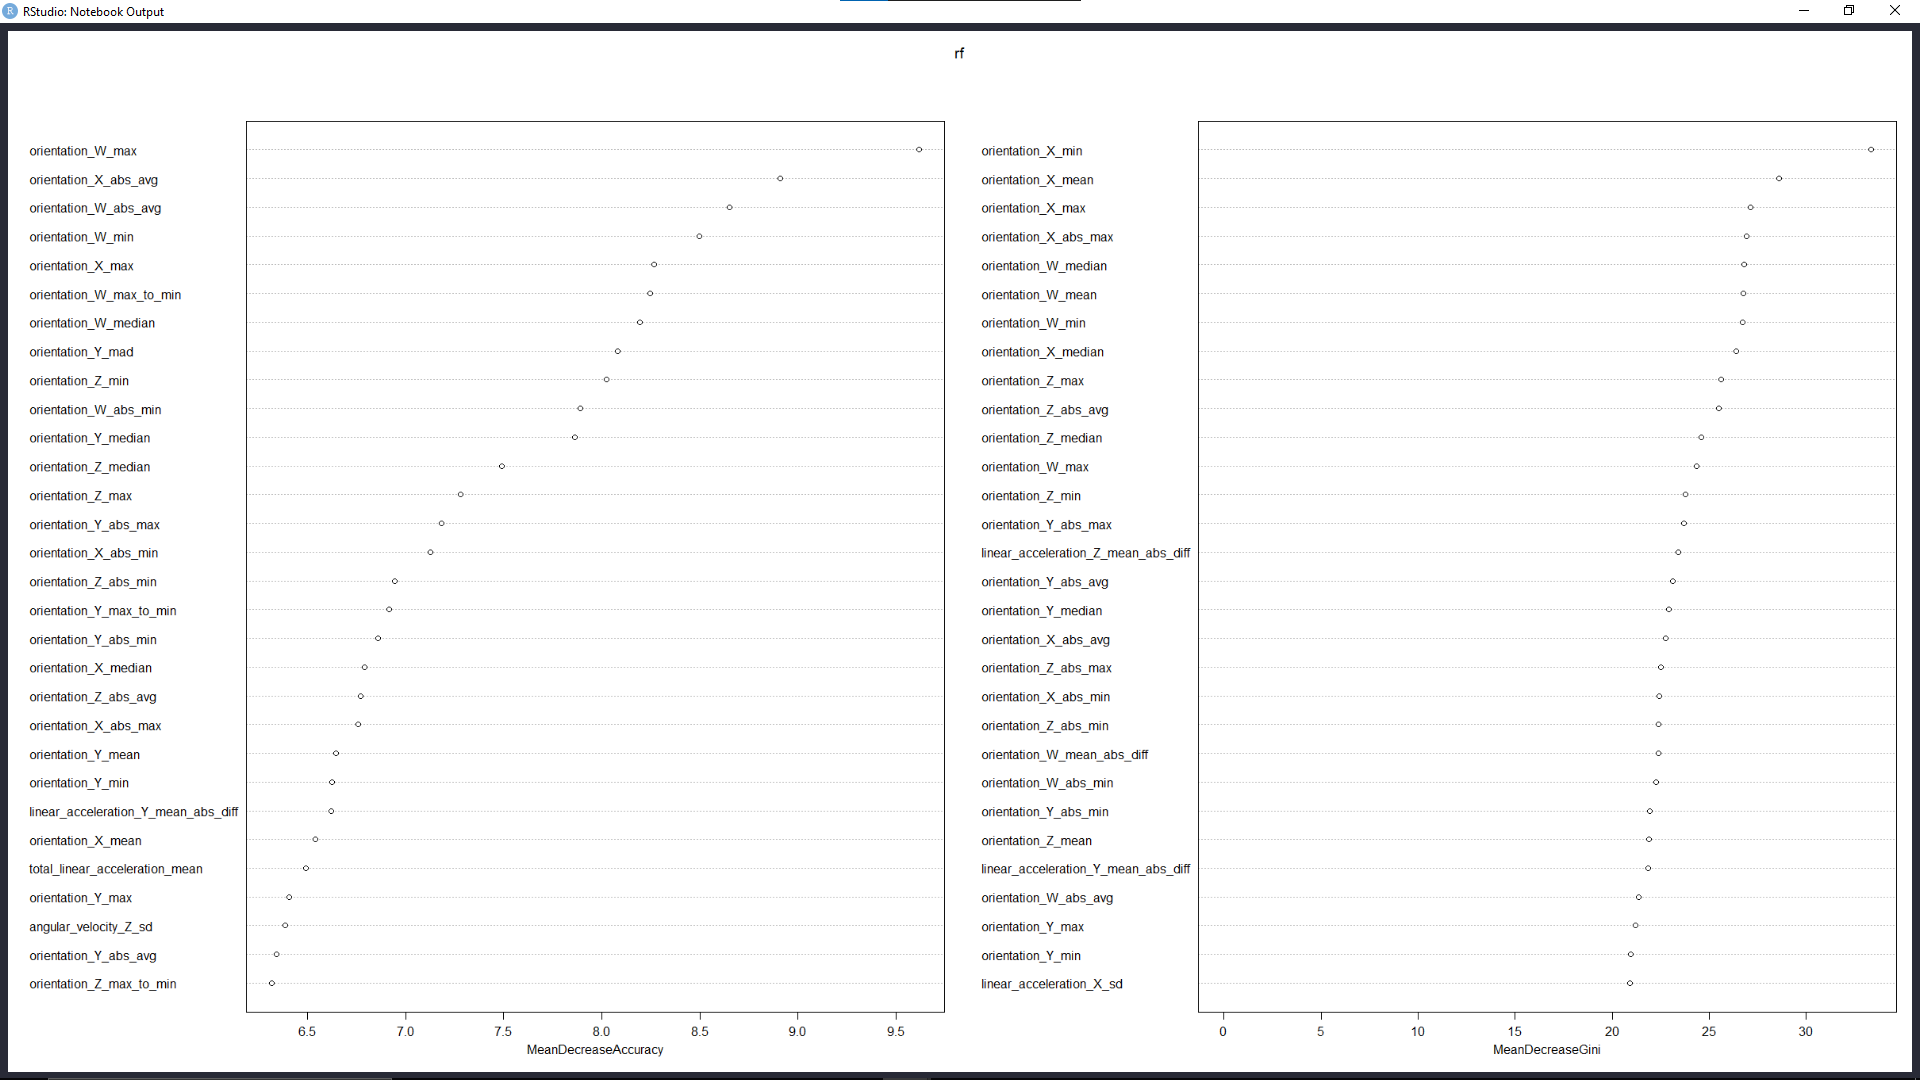 R RStudio: Notebook Output
rf
orientation_W_max
orientation_X_abs_avg
orientation_W_abs_avg
orientation_W_min
orientation_X_max
orientation_W_max_to_min
orientation_W_median
orientation_Y_mad
orientation_Z_min
orientation_W_abs_min
orientation_Y_median
orientation_Z_median
orientation_Z_max
orientation_Y_abs_max
orientation_X_abs_min
orientation_Z_abs_min
orientation_Y_max_to_min
orientation_Y_abs_min
orientation_X_median
orientation_Z_abs_avg
orientation_X_abs_max
orientation_Y_mean
orientation_Y_min
linear_acceleration_Y_mean_abs_diff
orientation_X_mean
total_linear_acceleration_mean
orientation_Y_max
angular_velocity_Z_sd
orientation_Y_abs_avg
orientation_Z_max_to_min
6.5 7.0 7.5 8.0 8.5 9.0 9.5
MeanDecreaseAccuracy
orientation_X_min
orientation_X_mean
orientation_X_max
orientation_X_abs_max
orientation_W_median
orientation_W_mean
orientation_W_min
orientation_X_median
orientation_Z_max
orientation_Z_abs_avg
orientation_Z_median
orientation_W_max
orientation_Z_min
orientation_Y_abs_max
linear_acceleration_Z_mean_abs_diff
orientation_Y_abs_avg
orientation_Y_median
orientation_X_abs_avg
orientation_Z_abs_max
orientation_X_abs_min
orientation_Z_abs_min
orientation_W_mean_abs_diff
orientation_W_abs_min
orientation_Y_abs_min
orientation_Z_mean
linear_acceleration_Y_mean_abs_diff
orientation_W_abs_avg
orientation_Y_max
orientation_Y_min
linear_acceleration_X_sd
0 5 10 15 20 25 30
MeanDecreaseGini